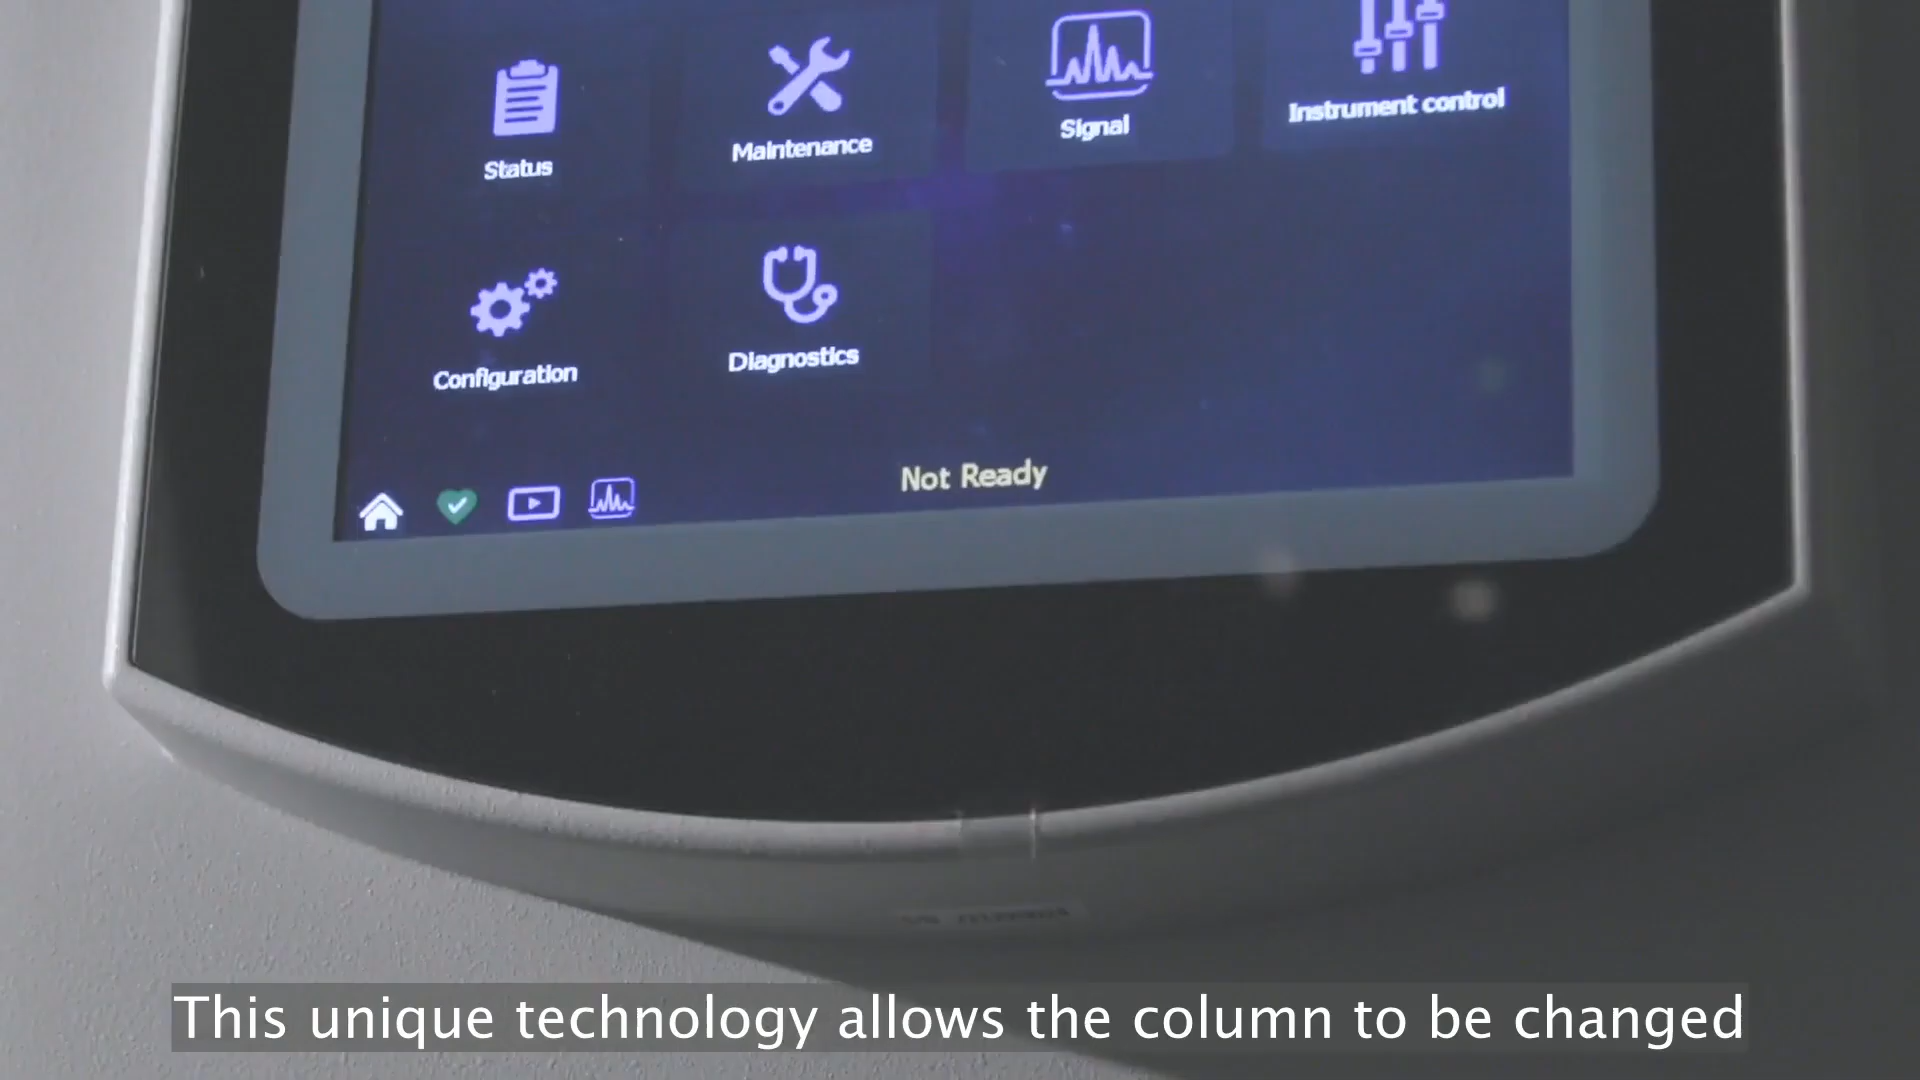 Status
Maintenance
Signal
Instrument control
Configuration
Diagnostics
Not Ready
This unique technology allows the column to be changed